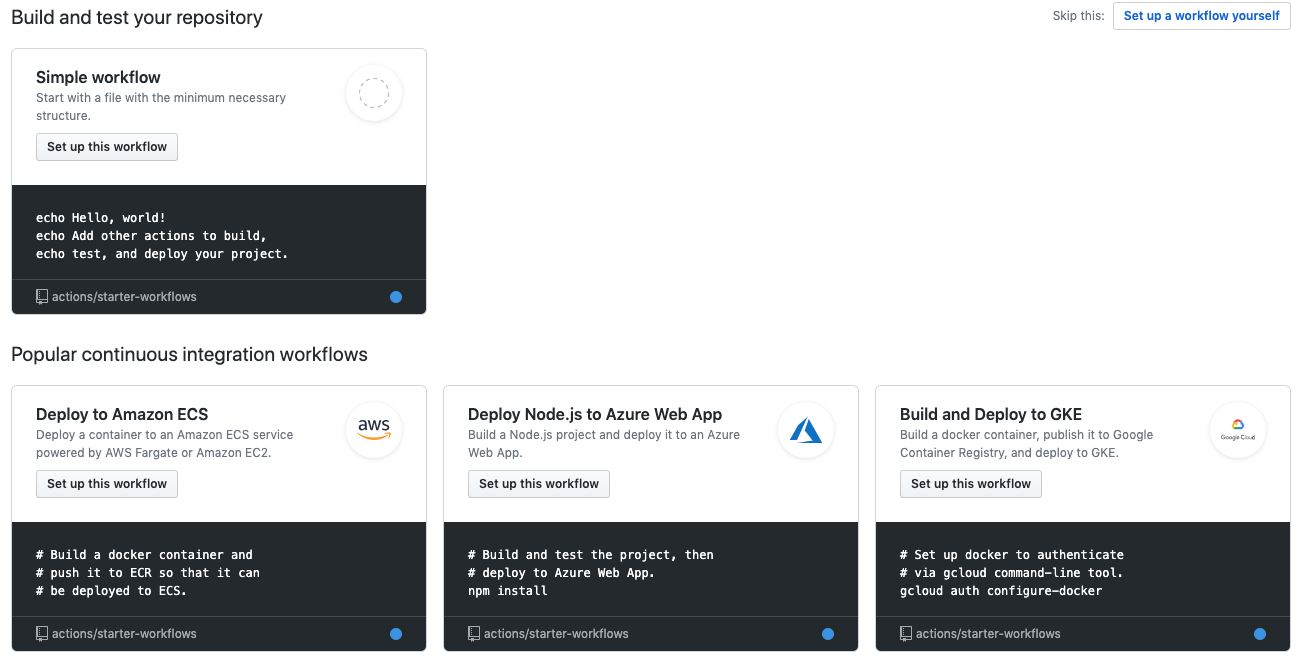 Build and test your repository
Skip this: Set up a workflow yourself
Simple workflow
Start with a file with the minimum necessary
structure.
Set up this workflow
echo Hello, world!
echo Add other actions to build,
echo test, and deploy your project.
actions/starter-workflows
Popular continuous integration workflows
Deploy to Amazon ECS
Deploy a container to an Amazon ECS service
powered by AWS Fargate or Amazon EC2.
aws
Set up this workflow
# Build a docker container and
# push it to ECR so that it can
# be deployed to ECS.
actions/starter-workflows
Deploy Node.js to Azure Web App
Build a Node.js project and deploy it to an Azure
Web App.
Set up this workflow
# Build and test the project, then
# deploy to Azure Web App.
npm install
actions/starter-workflows
Build and Deploy to GKE
Build a docker container, publish it to Google
Container Registry, and deploy to GKE.
Google Cloud
Set up this workflow
# Set up docker to authenticate
# via gcloud command-line tool.
gcloud auth configure-docker
actions/starter-workflows